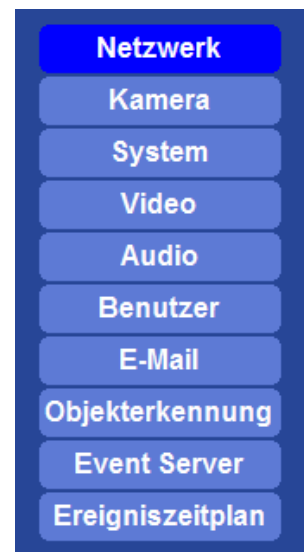 Netzwerk
Kamera
System
Video
Audio
Benutzer
E-Mail
Objekterkennung
Event Server
Ereigniszeitplan